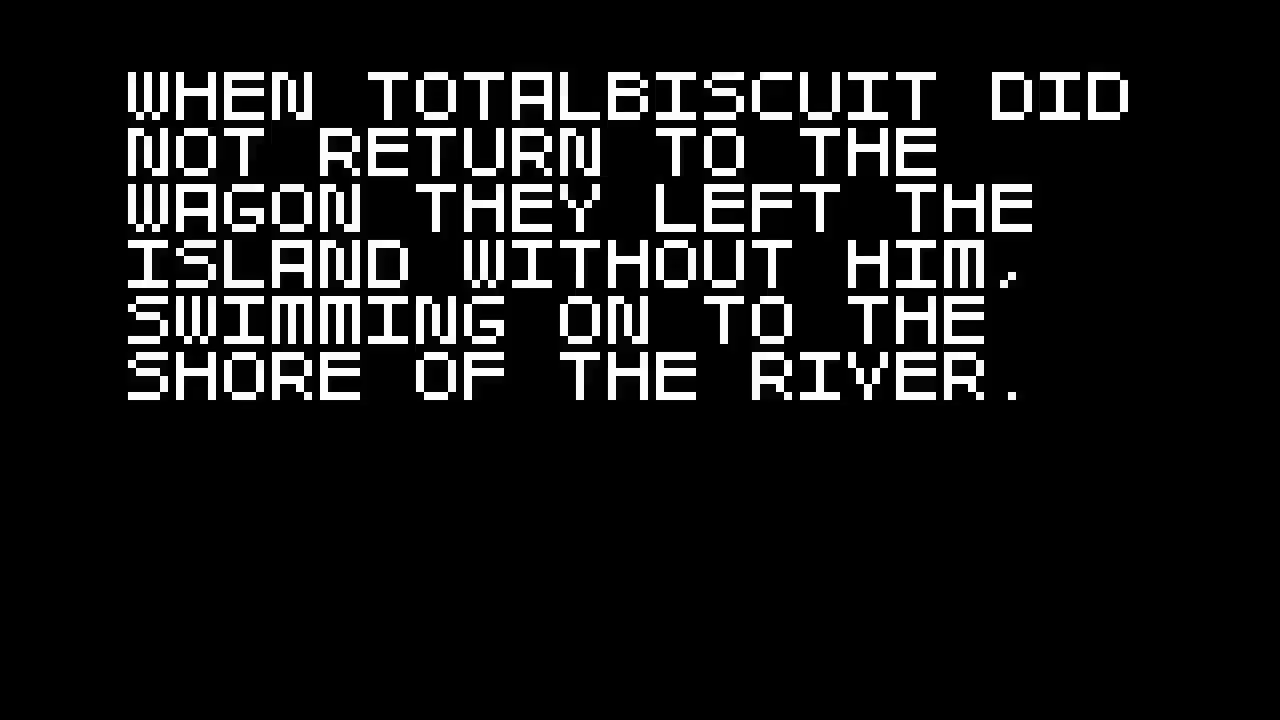 WHEN TOTALBISCUIT DID
NOT RETURN TO THE
WAGON THEY LEFT THE
ISLAND WITHOUT HIM,
SWIMMING ON TO THE
SHORE OF THE RIVER.